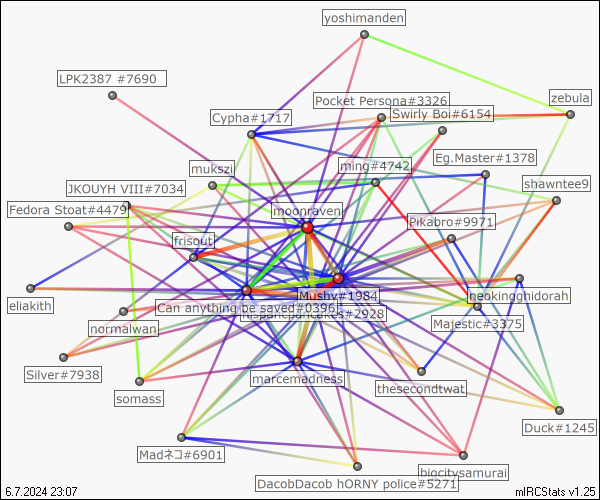 yoshimanden
LPK2387 #7690
Pocket Persona#3326
zebula
Cypha#1717
Swirly Boi#6154
Eg.Master#1378
mukszi
ming#4742
shawntee9
JKOUYH VIII#7034
Fedora Stoat#4479
moonraven
Pikabro#9971
frisout
eliakith
Mushy#1984
neokingghidorah
Can anything be saved#0396
#2928
normalwan
Majestic#3375
Silver#7938
marcemadness
thesecondtwat
somass
Duck#1245
Madネコ#6901
bigcitysamurai
DacobDacob hORNY police#5271
6.7.2024 23:07
mIRCStats v1.25